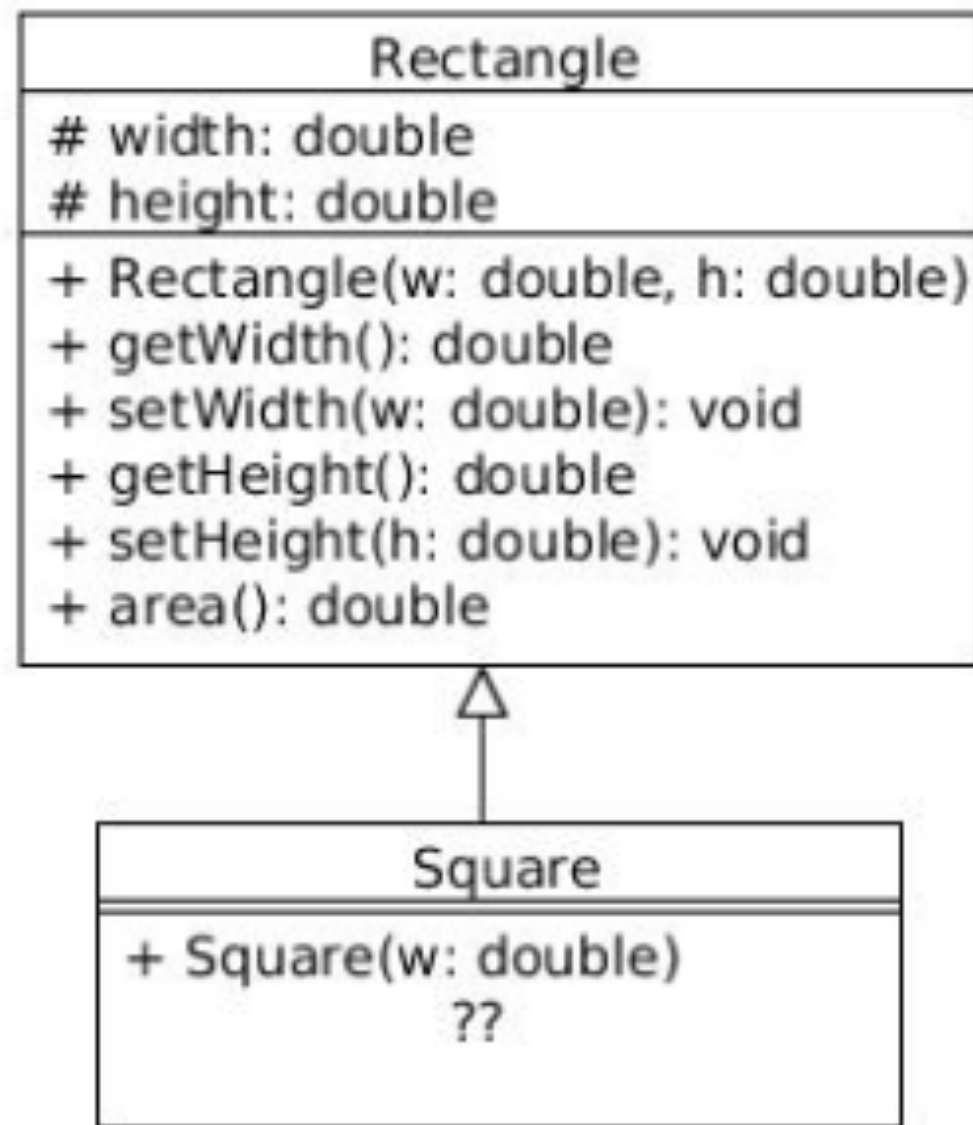 Rectangle
# width: double
# height: double
+ Rectangle(w: double, h: double)
+ getWidth(): double
+ setWidth(w: double): void
+ getHeight(): double
+ setHeight(h: double): void
+ area(): double
Square
+ Square(w: double)
??